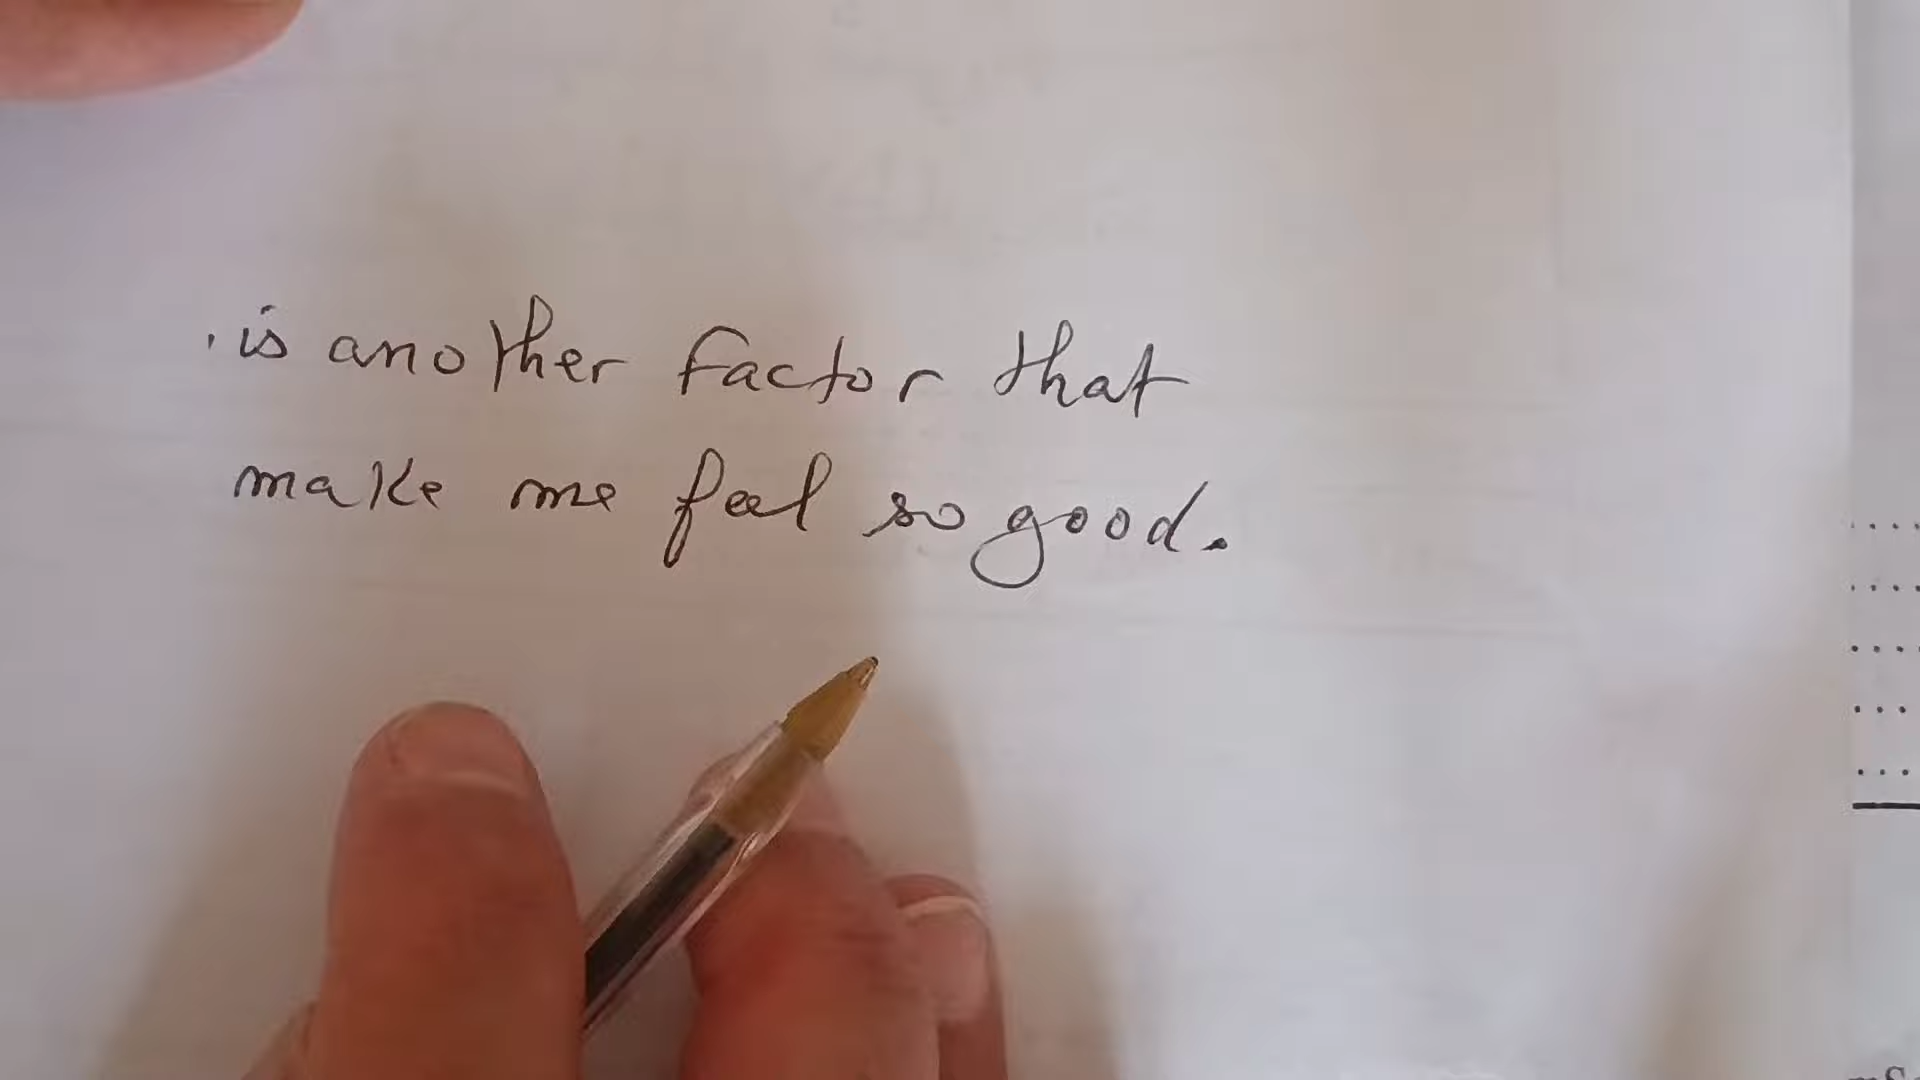 is another factor that
make me feel so good.